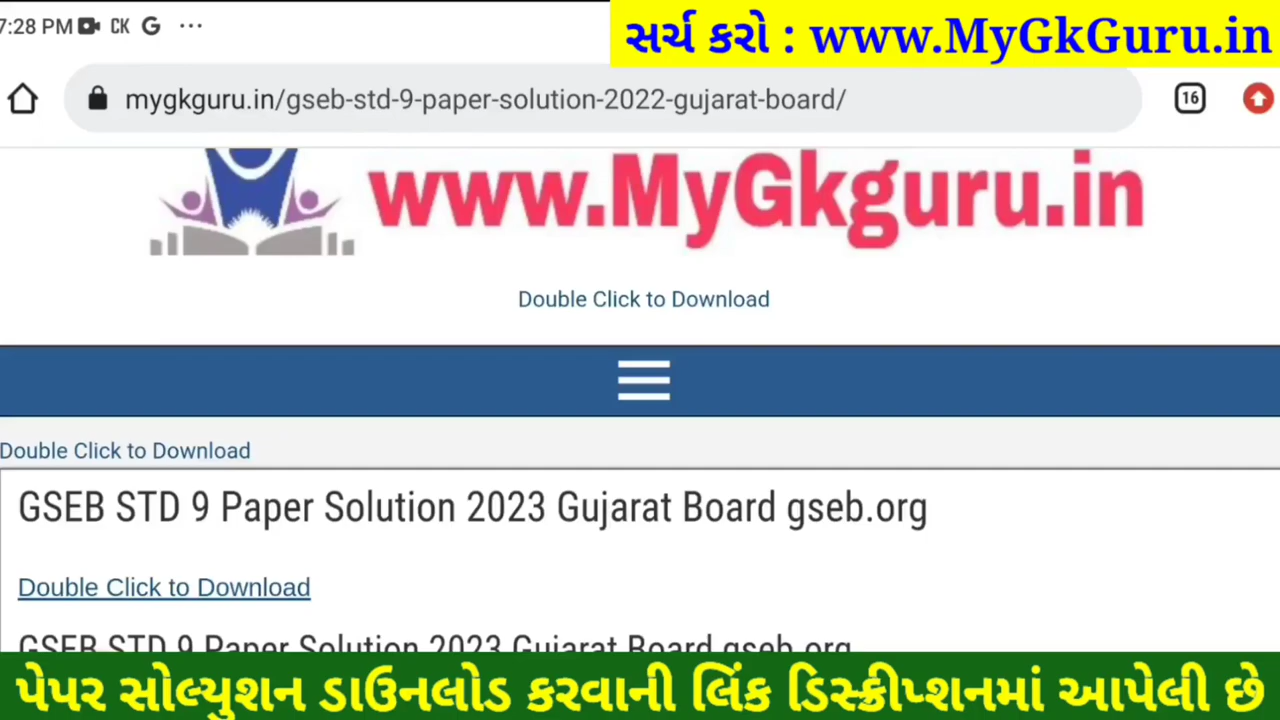 7:28 PM CK G ...
સર્ચ કરો : www.MyGkGuru.in
mygkguru.in/gseb-std-9-paper-solution-2022-gujarat-board/
16
www.MyGkguru.in
Double Click to Download
Double Click to Download
GSEB STD 9 Paper Solution 2023 Gujarat Board gseb.org
Double Click to Download
GSEB STD 9 Paper Solution 2023 Gujarat Board gseb.org
પેપર સોલ્યુશન ડાઉનલોડ કરવાની લિંક ડિસ્ક્રીપ્શનમાં આપેલી છે